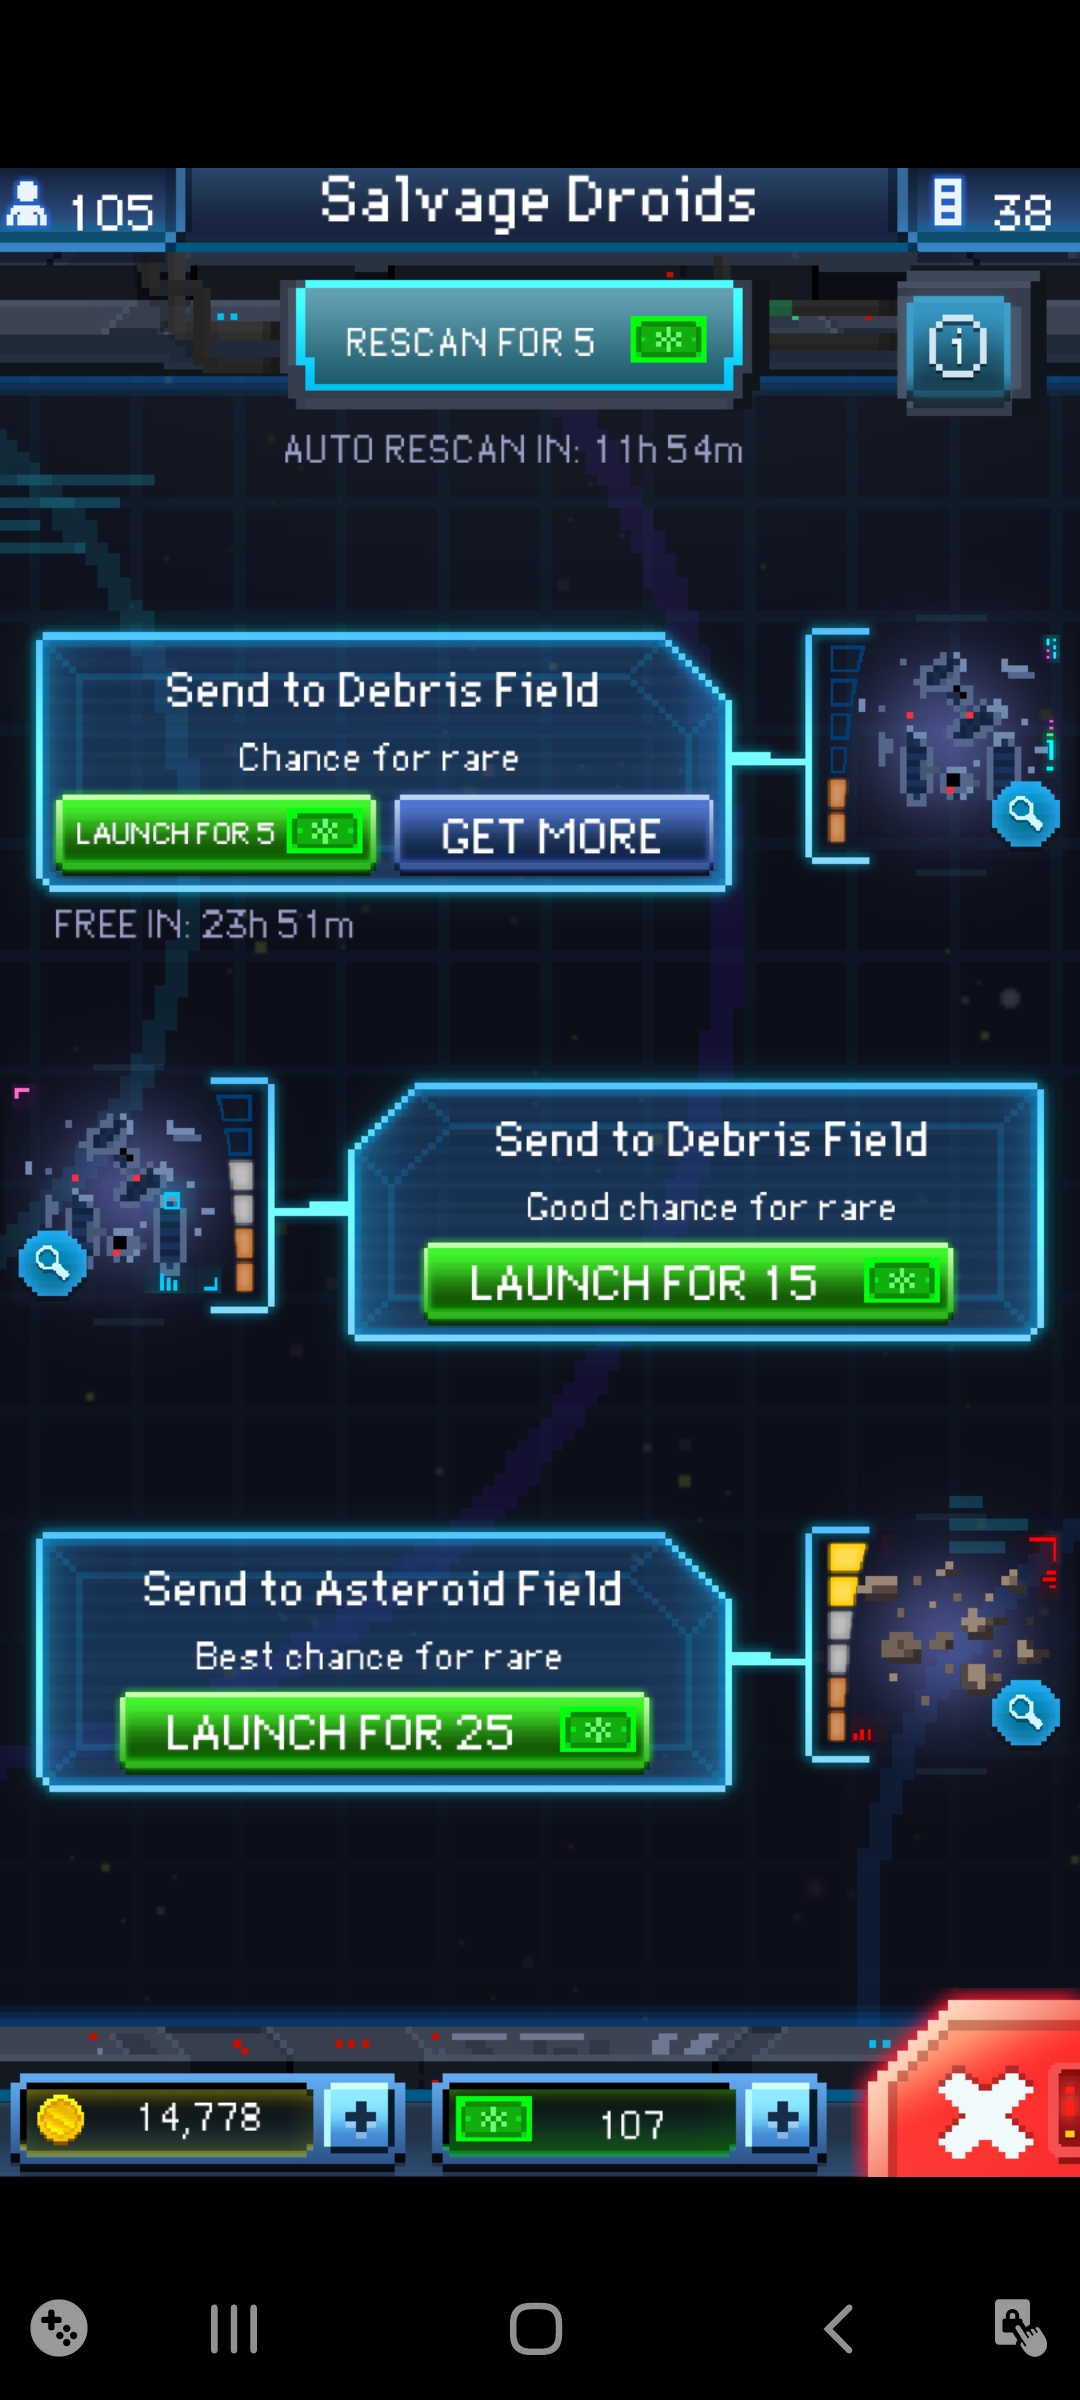 105
Salvage Droids
38
RESCAN FOR 5
i
AUTO RESCAN IN: 11h 54m
Send to Debris Field
Chance for rare
LAUNCH FOR 5
GET MORE
FREE IN: 23h 51m
Send to Debris Field
Good chance for rare
LAUNCH FOR 15
Send to Asteroid Field
Best chance for rare
LAUNCH FOR 25
14,778
107